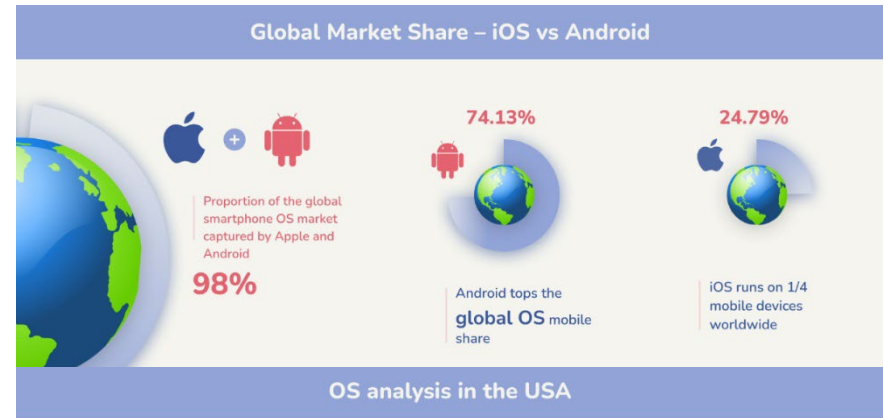 Global Market Share – iOS vs Android
+
Proportion of the global
smartphone OS market
captured by Apple and
Android
98%
74.13%
Android tops the
global OS mobile
share
24.79%
iOS runs on 1/4
mobile devices
worldwide
OS analysis in the USA